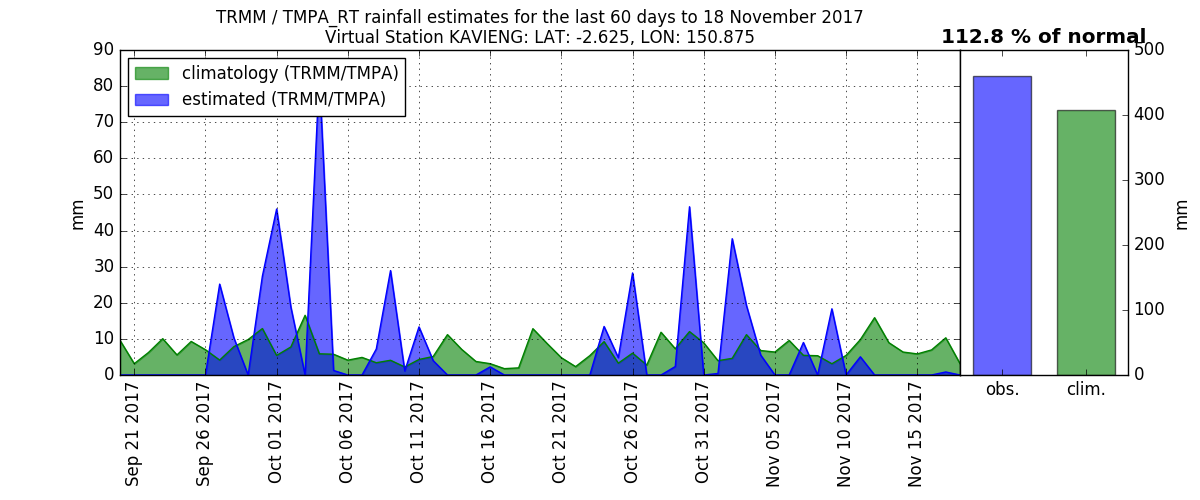 TRMM / TMPA_RT rainfall estimates for the last 60 days to 18 November 2017
Virtual Station KAVIENG: LAT: -2.625, LON: 150.875
112.8 % of normal
climatology (TRMM/TMPA)
estimated (TRMM/TMPA)
mm
90
80
70
60
50
40
30
20
10
0
Sep 21 2017
Sep 26 2017
Oct 01 2017
Oct 06 2017
Oct 11 2017
Oct 16 2017
Oct 21 2017
Oct 26 2017
Oct 31 2017
Nov 05 2017
Nov 10 2017
Nov 15 2017
500
400
300
200
100
0
mm
obs.
clim.